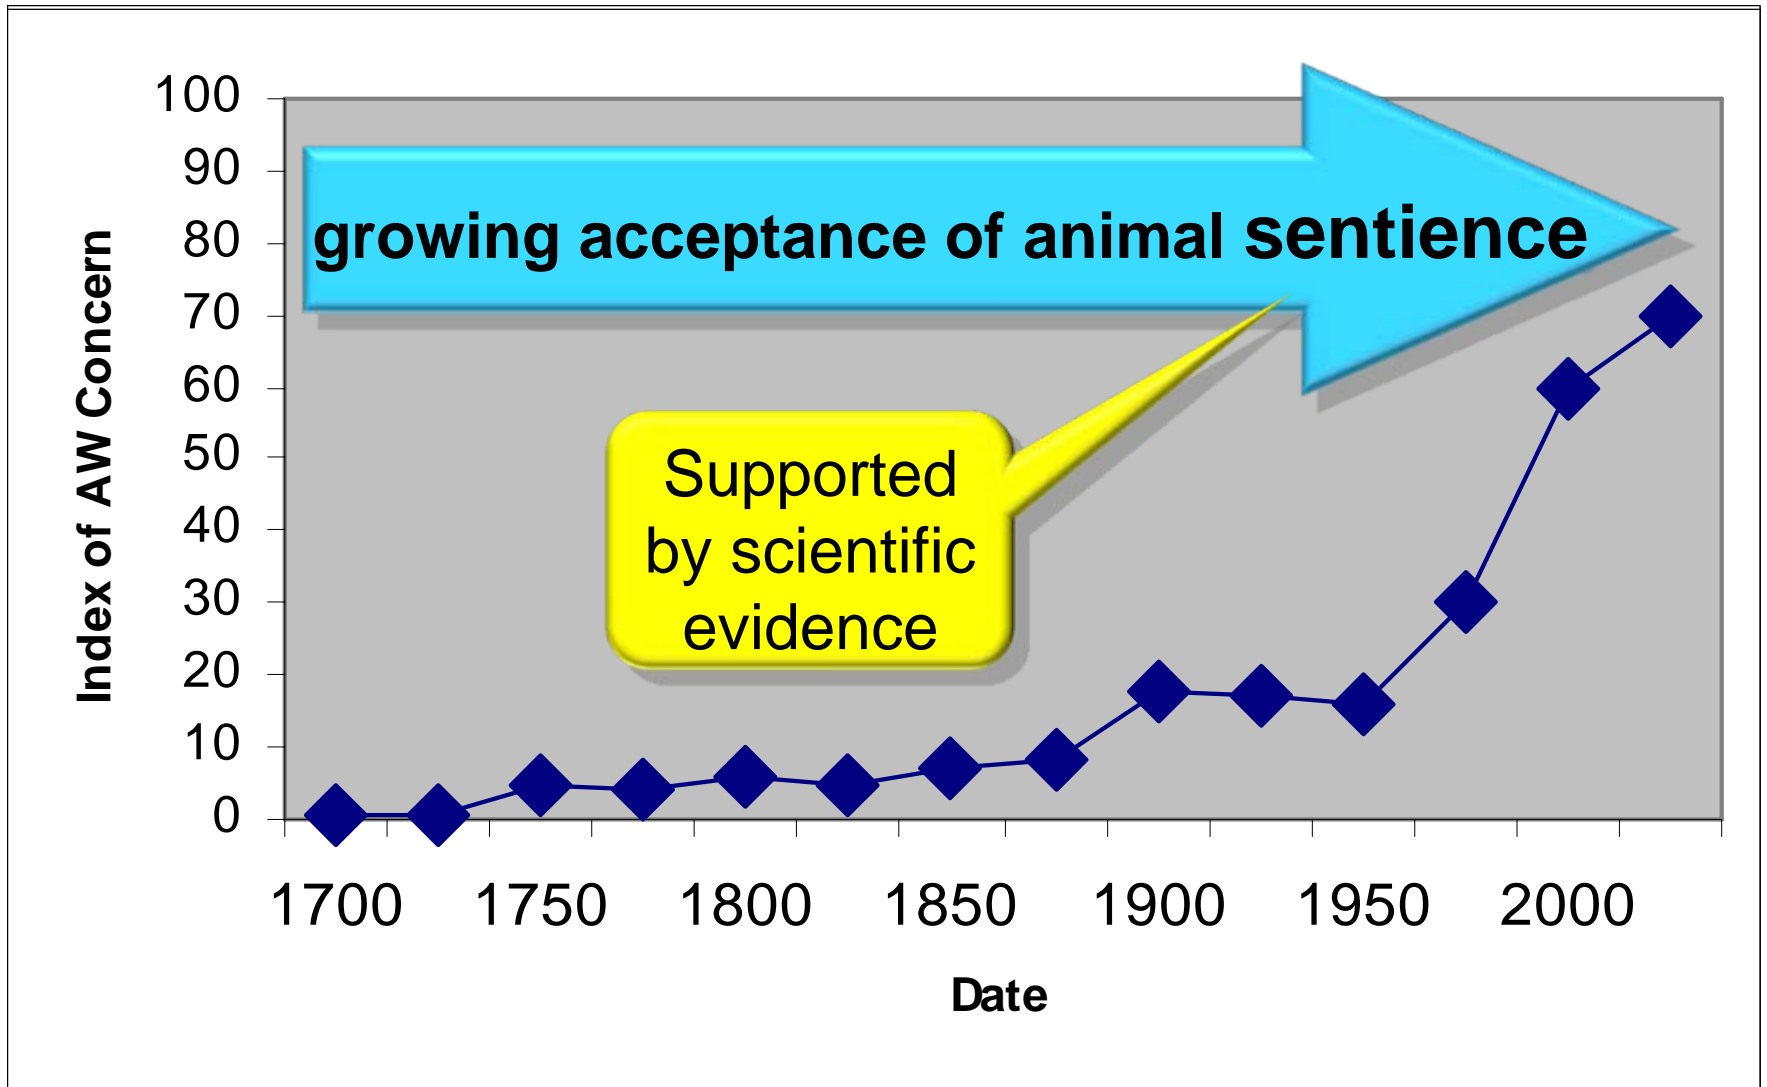 100
90
80
70
60
50
40
30
20
10
0
Index of AW Concern
growing acceptance of animal sentience
Supported
by scientific
evidence
1700 1750 1800 1850 1900 1950 2000
Date